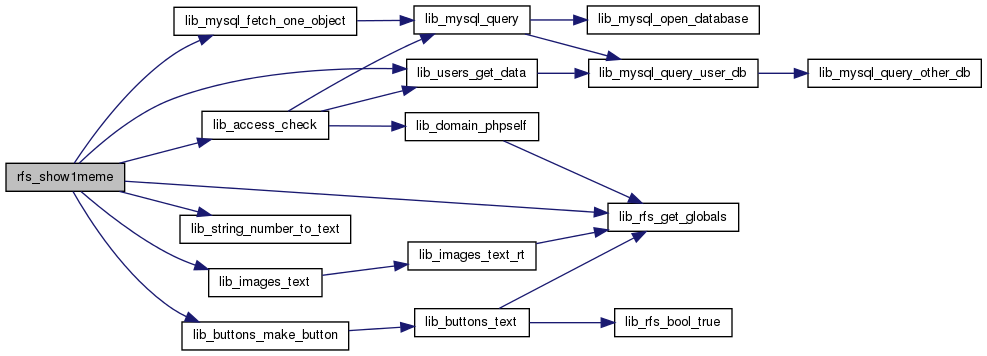 lib_mysql_fetch_one_object
lib_mysql_query
lib_mysql_open_database
lib_users_get_data
lib_mysql_query_user_db
lib_mysql_query_other_db
lib_access_check
lib_domain_phpself
rfs_show1meme
lib_string_number_to_text
lib_rfs_get_globals
lib_images_text
lib_images_text_rt
lib_buttons_make_button
lib_buttons_text
lib_rfs_bool_true